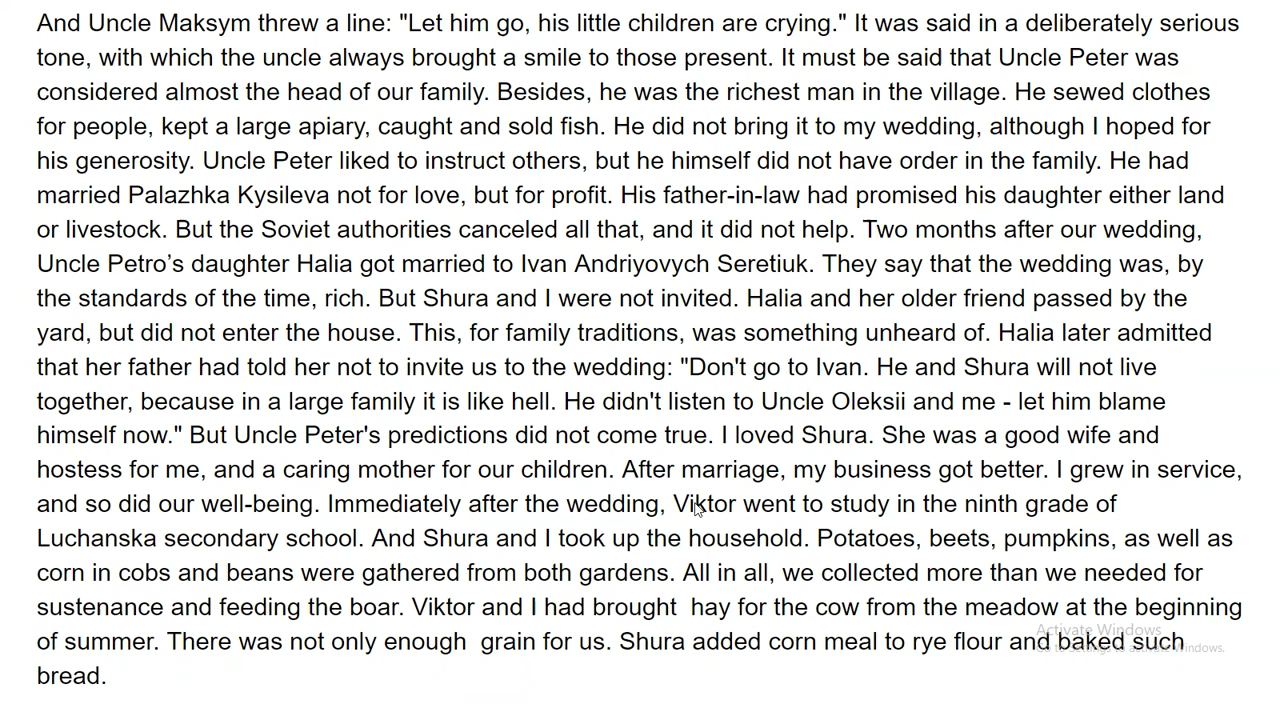 And Uncle Maksym threw a line: "Let him go, his little children are crying." It was said in a deliberately serious
tone, with which the uncle always brought a smile to those present. It must be said that Uncle Peter was
considered almost the head of our family. Besides, he was the richest man in the village. He sewed clothes
for people, kept a large apiary, caught and sold fish. He did not bring it to my wedding, although I hoped for
his generosity. Uncle Peter liked to instruct others, but he himself did not have order in the family. He had
married Palazhka Kysileva not for love, but for profit. His father-in-law had promised his daughter either land
or livestock. But the Soviet authorities canceled all that, and it did not help. Two months after our wedding,
Uncle Petro’s daughter Halia got married to Ivan Andriyovych Seretiuk. They say that the wedding was, by
the standards of the time, rich. But Shura and I were not invited. Halia and her older friend passed by the
yard, but did not enter the house. This, for family traditions, was something unheard of. Halia later admitted
that her father had told her not to invite us to the wedding: "Don't go to Ivan. He and Shura will not live
together, because in a large family it is like hell. He didn't listen to Uncle Oleksii and me - let him blame
himself now." But Uncle Peter's predictions did not come true. I loved Shura. She was a good wife and
hostess for me, and a caring mother for our children. After marriage, my business got better. I grew in service,
and so did our well-being. Immediately after the wedding, Viktor went to study in the ninth grade of
Luchanska secondary school. And Shura and I took up the household. Potatoes, beets, pumpkins, as well as
corn in cobs and beans were gathered from both gardens. All in all, we collected more than we needed for
sustenance and feeding the boar. Viktor and I had brought  hay for the cow from the meadow at the beginning
of summer. There was not only enough  grain for us. Shura added corn meal to rye flour and baked such
bread.
Activate Windows
Go to Settings to activate Windows.